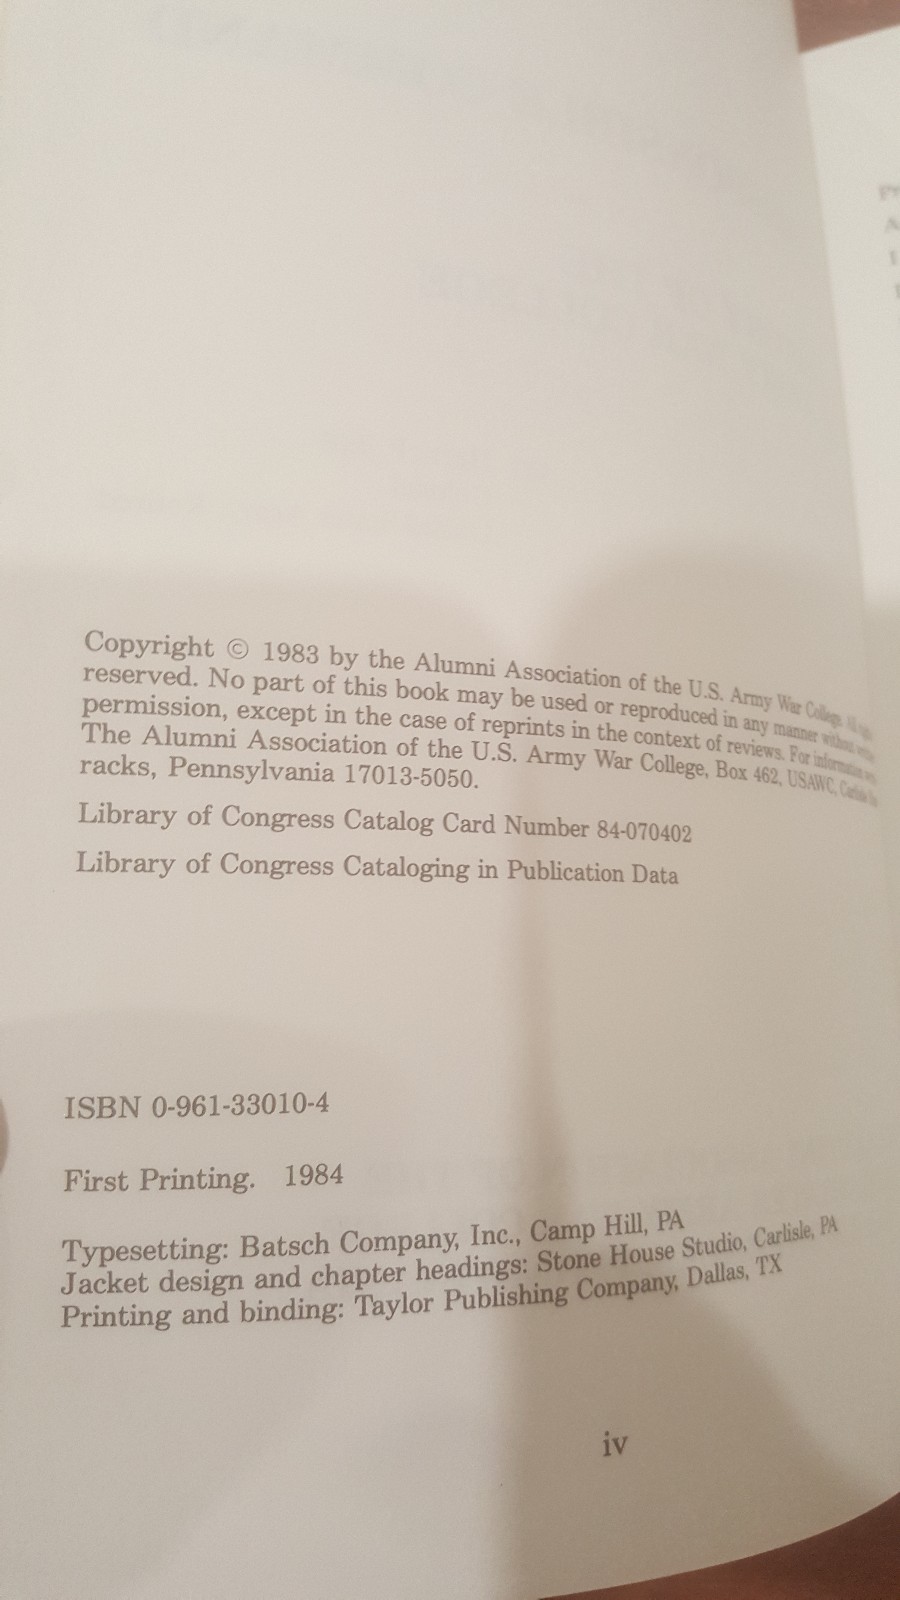 Copyright © 1983 by the Alumni Association of the U.S. Army War College. All
reserved. No part of this book may be used or reproduced in any manner without
permission, except in the case of reprints in the context of reviews. For information
The Alumni Association of the U.S. Army War College, Box 462, USAWC, Carlisle
racks, Pennsylvania 17013-5050.
Library of Congress Catalog Card Number 84-070402
Library of Congress Cataloging in Publication Data
ISBN 0-961-33010-4
First Printing. 1984
Typesetting: Batsch Company, Inc., Camp Hill, PA
Jacket design and chapter headings: Stone House Studio, Carlisle, PA
Printing and binding: Taylor Publishing Company, Dallas, TX
iv